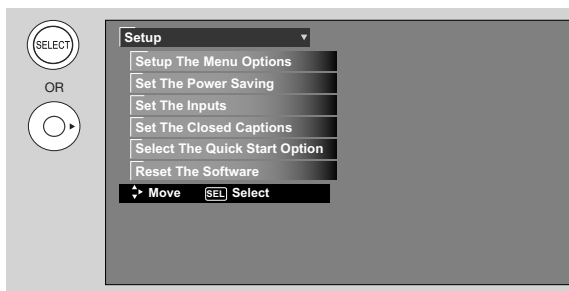 SELECT
OR
Setup
Setup The Menu Options
Set The Power Saving
Set The Inputs
Set The Closed Captions
Select The Quick Start Option
Reset The Software
Move SEL Select